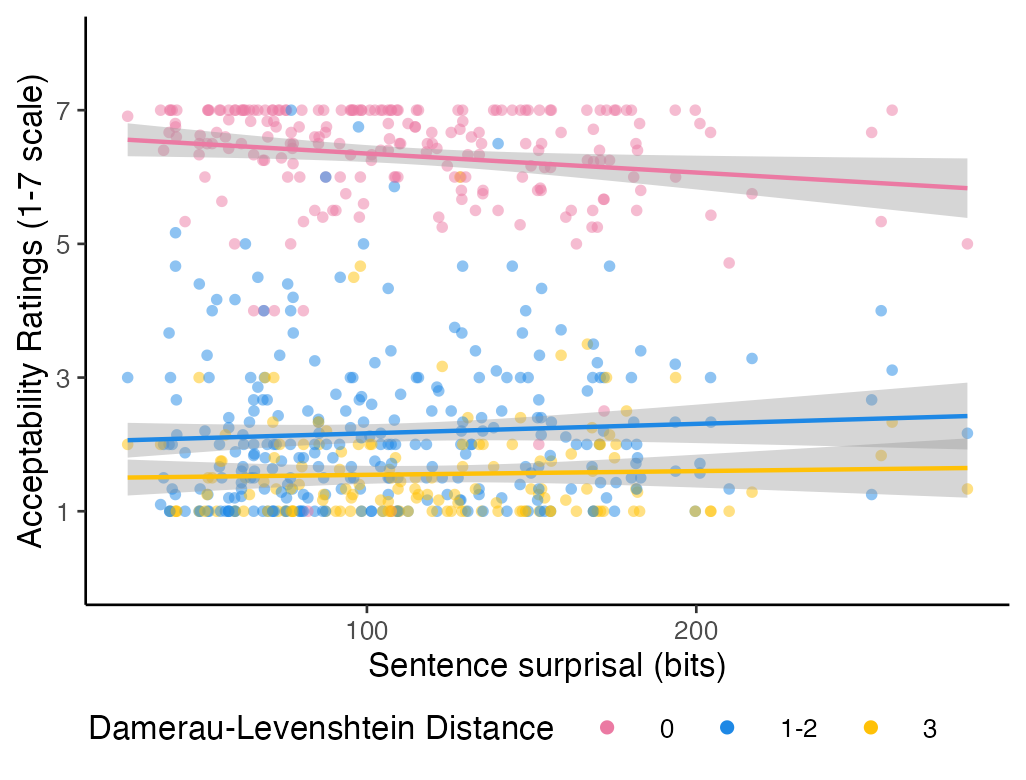 Acceptability Ratings (1-7 scale)
7
5
3
1
100 200
Sentence surprisal (bits)
Damerau-Levenshtein Distance 0 1-2 3